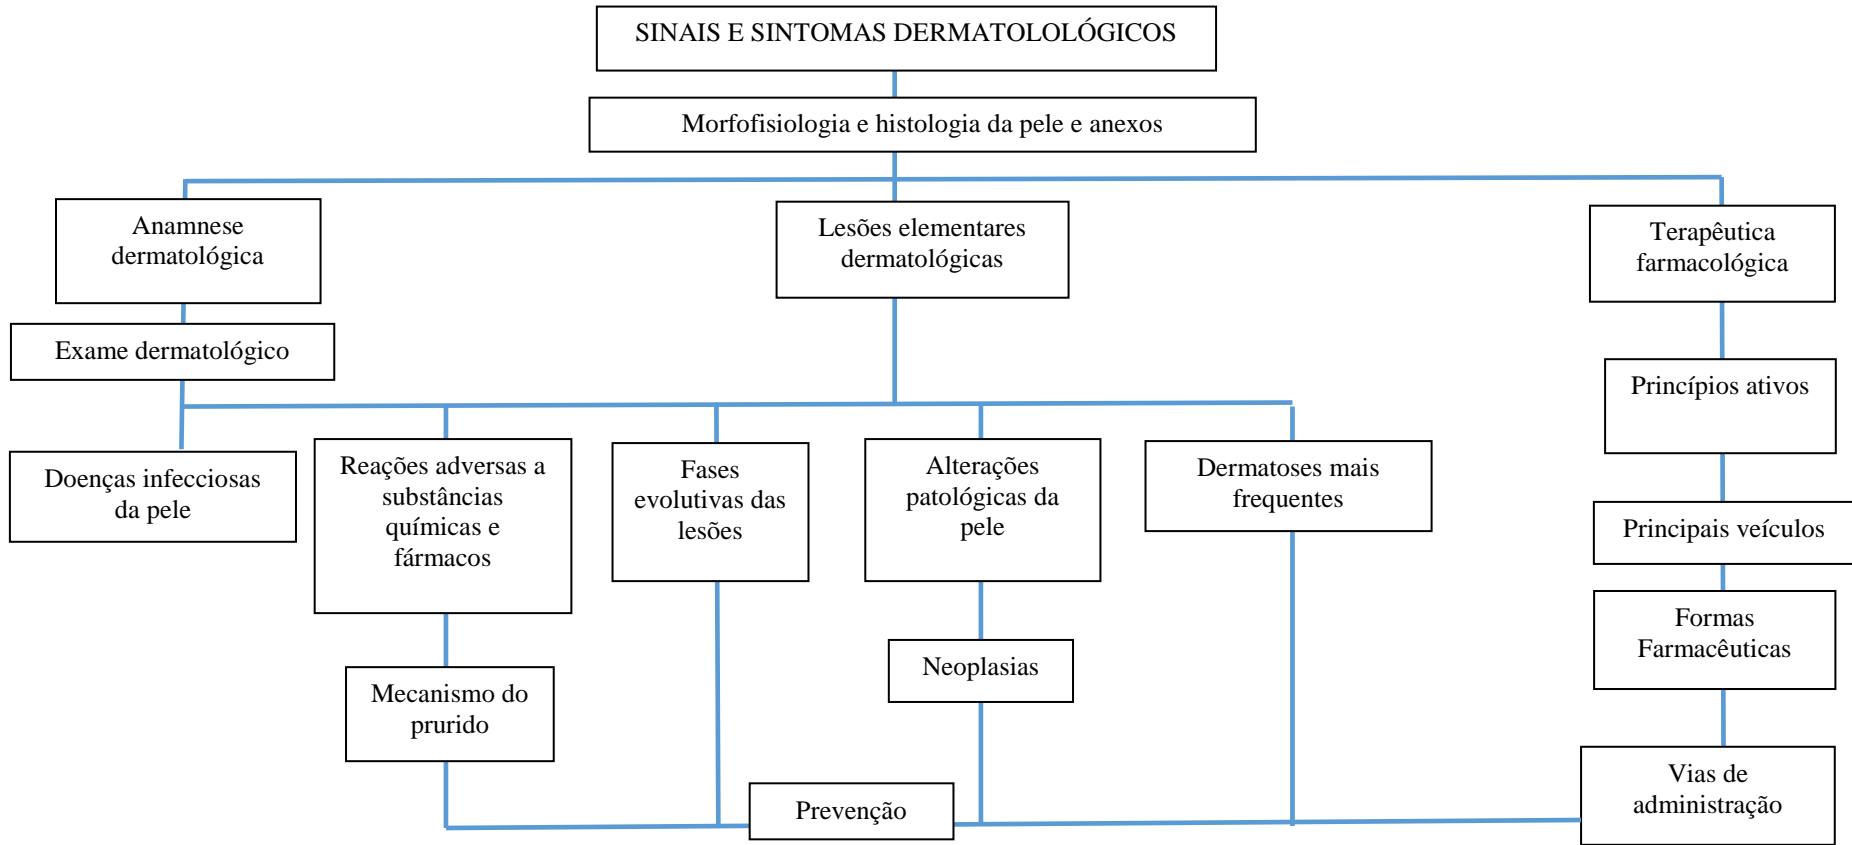 SINAIS E SINTOMAS DERMATOLOLÓGICOS
Morfofisiologia e histologia da pele e anexos
Anamnese
dermatológica
Lesões elementares
dermatológicas
Terapêutica
farmacológica
Exame dermatológico
Princípios ativos
Doenças infecciosas
da pele
Reações adversas a
substâncias
químicas e
fármacos
Fases
evolutivas das
lesões
Alterações
patológicas da
pele
Dermatoses mais
frequentes
Principais veículos
Formas
Farmacêuticas
Mecanismo do
prurido
Neoplasias
Prevenção
Vias de
administração